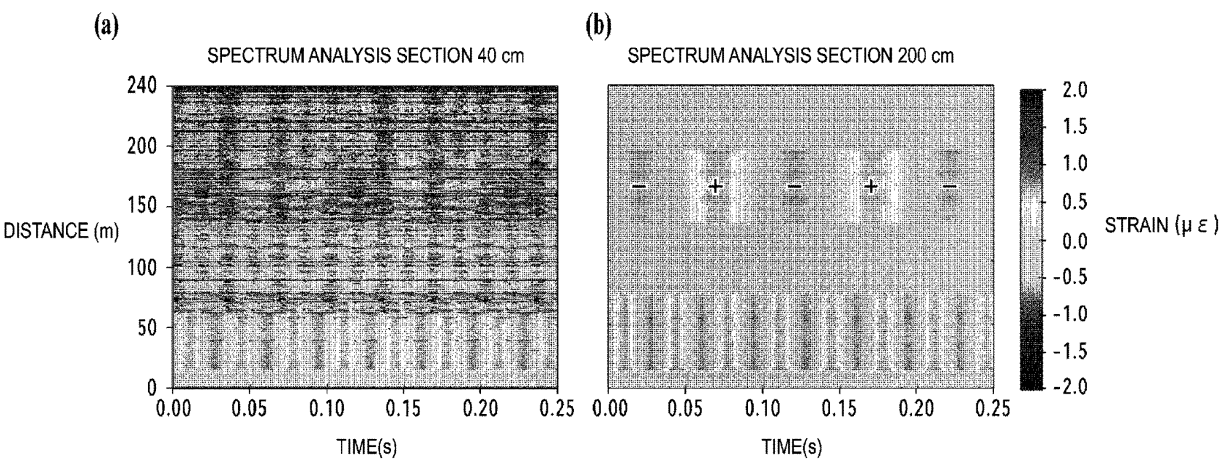 (a)
SPECTRUM ANALYSIS SECTION 40 cm
240
200
150
100
50
0
DISTANCE (m)
0.00 0.05 0.10 0.15 0.20 0.25
TIME(s)
(b)
SPECTRUM ANALYSIS SECTION 200 cm
− + − + −
0.00 0.05 0.10 0.15 0.20 0.25
TIME(s)
2.0
1.5
1.0
0.5
0.0
-0.5
-1.0
-1.5
-2.0
STRAIN (μ ε)